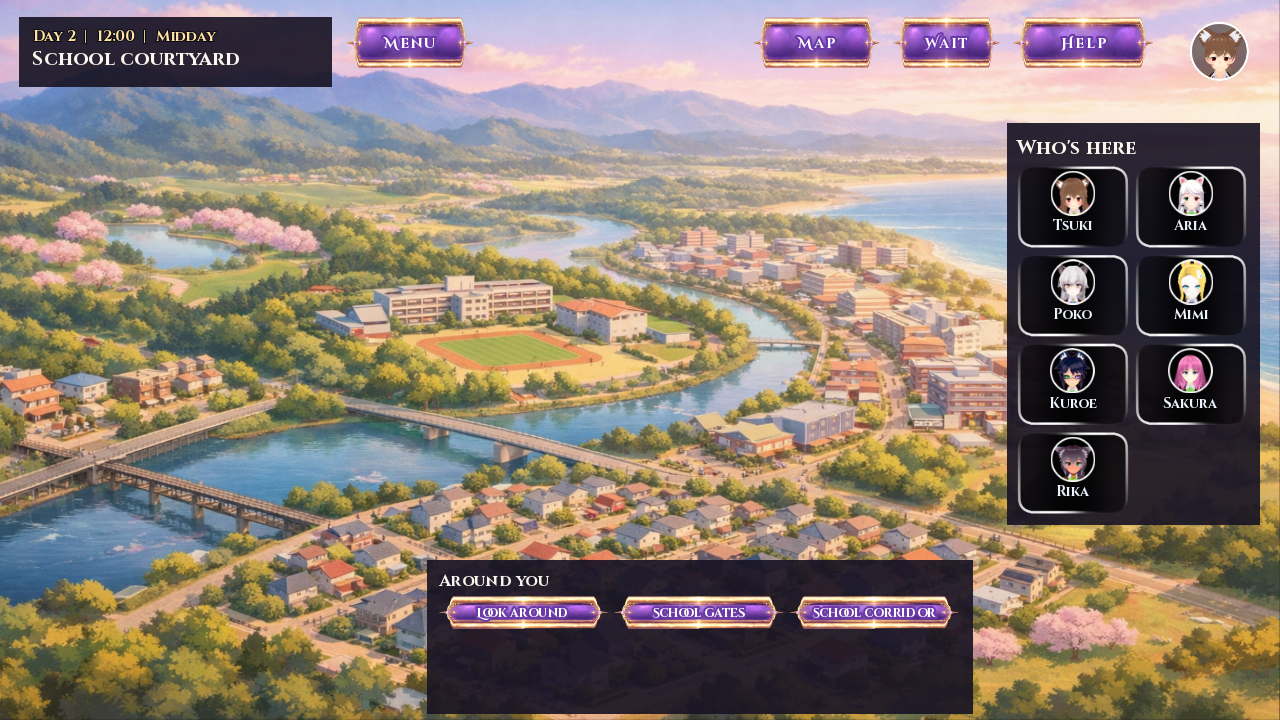 Day 2 | 12:00 | Midday
School courtyard
Menu
Map
Wait
Help
Who's here
Tsuki
Aria
Poko
Mimi
Kuroe
Sakura
Rika
Around you
Look around
School gates
School corridor